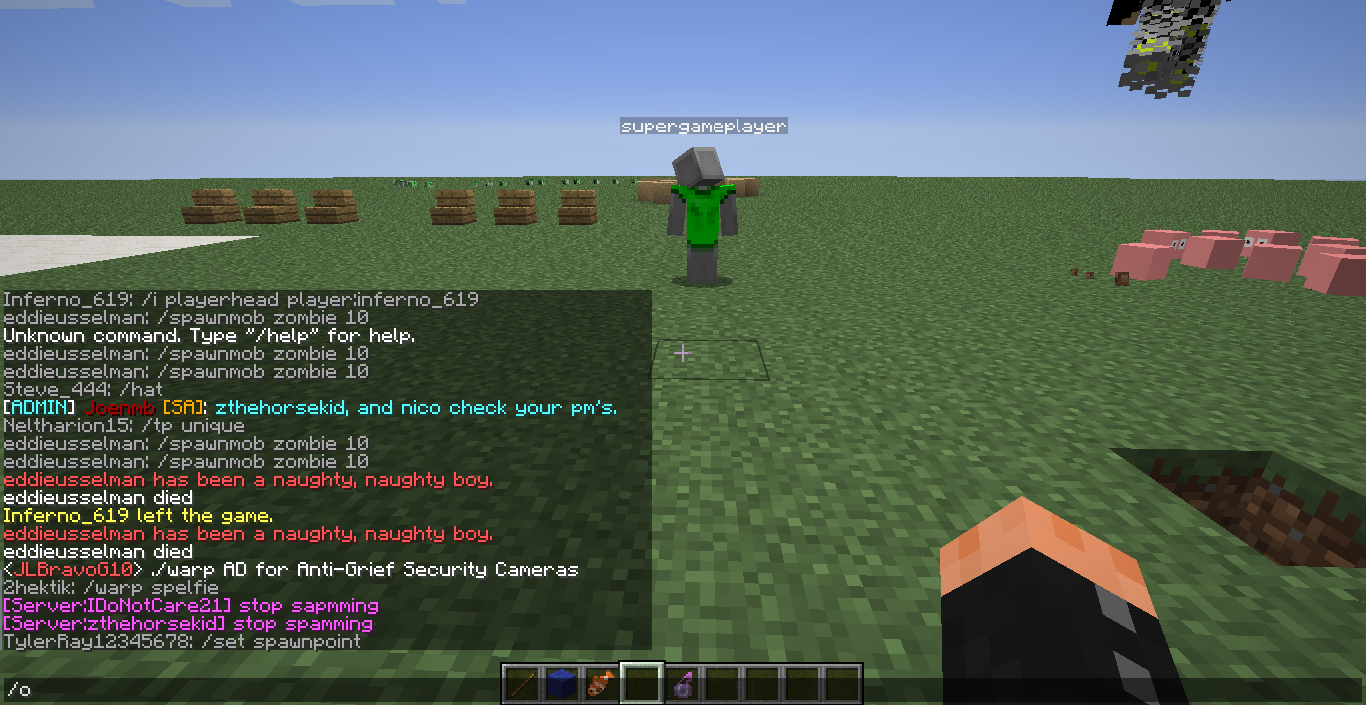 supergameplayer
Inferno_619: /i playerhead player:inferno_619
eddieusselman: /spawnmob zombie 10
Unknown command. Type "/help" for help.
eddieusselman: /spawnmob zombie 10
eddieusselman: /spawnmob zombie 10
Steve_444: /hat
[ADMIN] Joenmb [SA]: zthehorsekid, and nico check your pm's.
Neltharion15: /tp unique
eddieusselman: /spawnmob zombie 10
eddieusselman: /spawnmob zombie 10
eddieusselman has been a naughty, naughty boy.
eddieusselman died
Inferno_619 left the game.
eddieusselman has been a naughty, naughty boy.
eddieusselman died
<JLBravoG10> ./warp AD for Anti-Grief Security Cameras
2hektik: /warp spelfie
[Server:IDoNotCare21] stop sapmming
[Server:zthehorsekid] stop spamming
TylerRay12345678: /set spawnpoint
/o